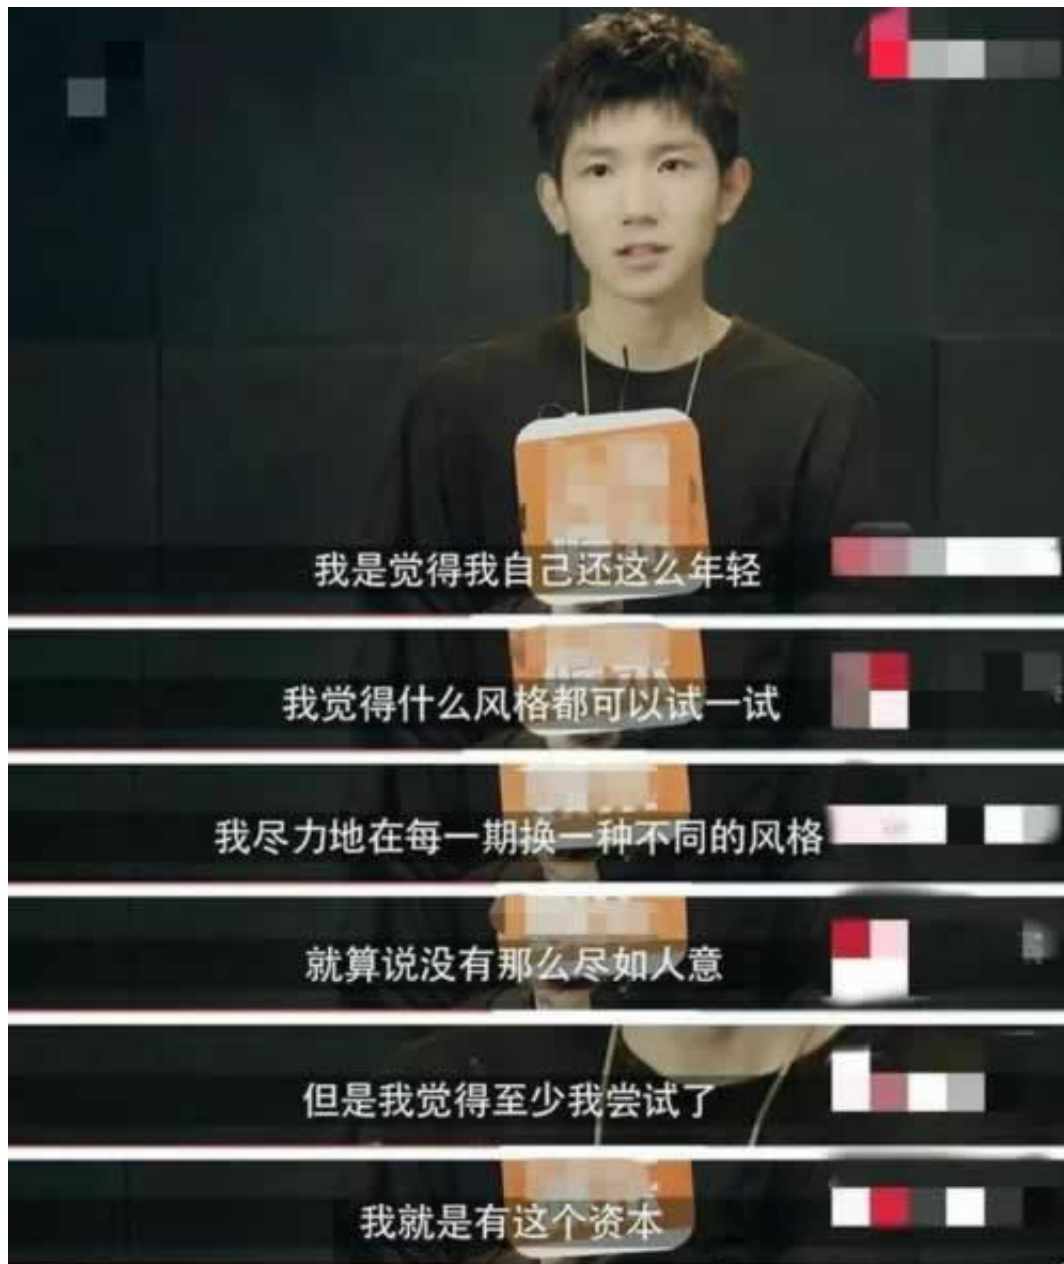 我是觉得我自己还这么年轻
我觉得什么风格都可以试一试
我尽力地在每一期换一种不同的风格
就算说没有那么尽如人意
但是我觉得至少我尝试了
我就是有这个资本